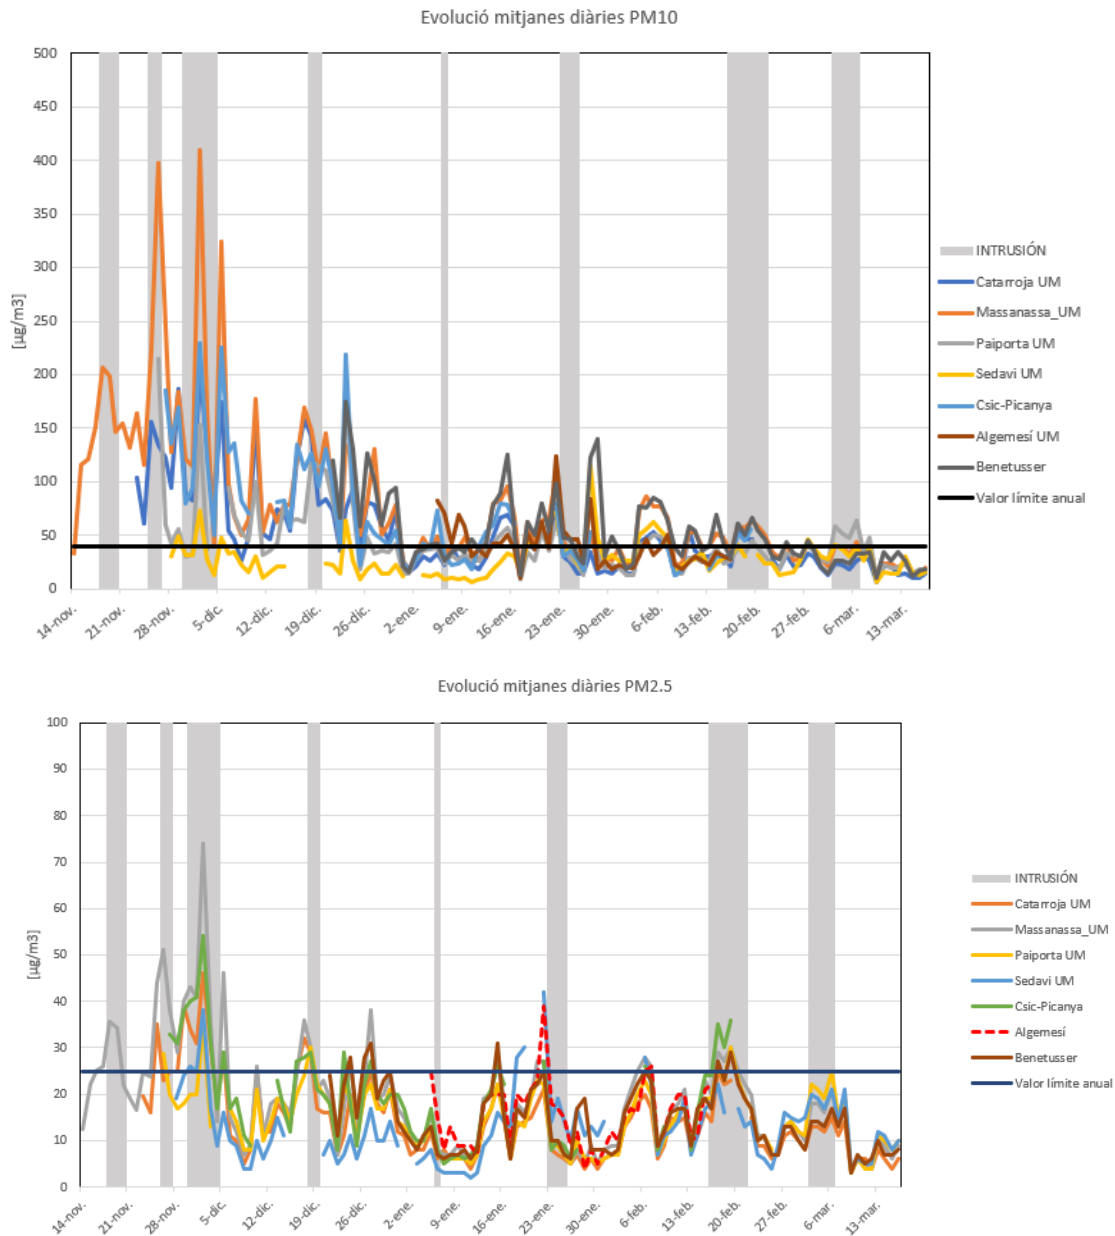 Evolució mitjanes diàries PM10
500
450
400
350
300
250
200
150
100
50
0
[µg/m3]
14-nov.
21-nov.
28-nov.
5-dic.
12-dic.
19-dic.
26-dic.
2-ene.
9-ene.
16-ene.
23-ene.
30-ene.
6-feb.
13-feb.
20-feb.
27-feb.
6-mar.
13-mar.
INTRUSIÓN
Catarroja UM
Massanassa_UM
Paiporta UM
Sedavi UM
Csic-Picanya
Algemesí UM
Benetusser
Valor límite anual
Evolució mitjanes diàries PM2.5
100
90
80
70
60
50
40
30
20
10
0
[µg/m3]
14-nov.
21-nov.
28-nov.
5-dic.
12-dic.
19-dic.
26-dic.
2-ene.
9-ene.
16-ene.
23-ene.
30-ene.
6-feb.
13-feb.
20-feb.
27-feb.
6-mar.
13-mar.
INTRUSIÓN
Catarroja UM
Massanassa_UM
Paiporta UM
Sedavi UM
Csic-Picanya
Algemesí
Benetusser
Valor límite anual